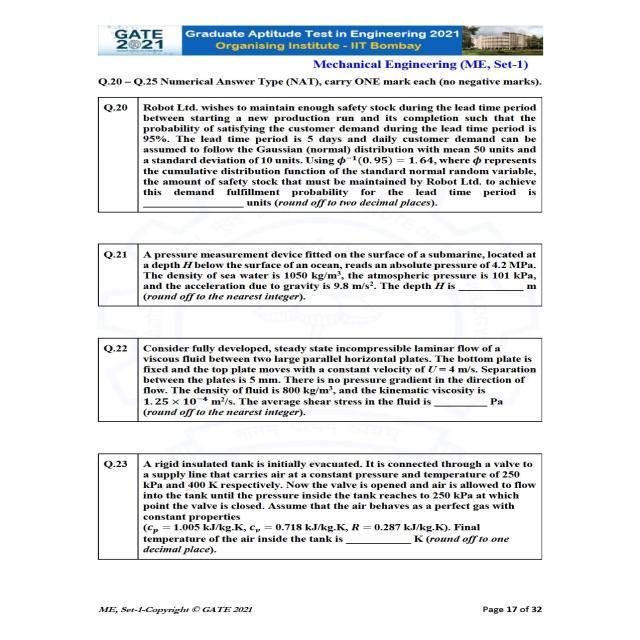 GATE
2021
Graduate Aptitude Test in Engineering 2021
Organising Institute - IIT Bombay
Mechanical Engineering (ME, Set-1)
Q.20 – Q.25 Numerical Answer Type (NAT), carry ONE mark each (no negative marks).
Q.20
Robot Ltd. wishes to maintain enough safety stock during the lead time period
between starting a new production run and its completion such that the
probability of satisfying the customer demand during the lead time period is
95%. The lead time period is 5 days and daily customer demand can be
assumed to follow the Gaussian (normal) distribution with mean 50 units and
a standard deviation of 10 units. Using ϕ⁻¹(0.95) = 1.64, where ϕ represents
the cumulative distribution function of the standard normal random variable,
the amount of safety stock that must be maintained by Robot Ltd. to achieve
this demand fulfillment probability for the lead time period is
__________________ units (round off to two decimal places).
Q.21
A pressure measurement device fitted on the surface of a submarine, located at
a depth H below the surface of an ocean, reads an absolute pressure of 4.2 MPa.
The density of sea water is 1050 kg/m³, the atmospheric pressure is 101 kPa,
and the acceleration due to gravity is 9.8 m/s². The depth H is ___________ m
(round off to the nearest integer).
Q.22
Consider fully developed, steady state incompressible laminar flow of a
viscous fluid between two large parallel horizontal plates. The bottom plate is
fixed and the top plate moves with a constant velocity of U = 4 m/s. Separation
between the plates is 5 mm. There is no pressure gradient in the direction of
flow. The density of fluid is 800 kg/m³, and the kinematic viscosity is
1.25 × 10⁻⁴ m²/s. The average shear stress in the fluid is _________ Pa
(round off to the nearest integer).
Q.23
A rigid insulated tank is initially evacuated. It is connected through a valve to
a supply line that carries air at a constant pressure and temperature of 250
kPa and 400 K respectively. Now the valve is opened and air is allowed to flow
into the tank until the pressure inside the tank reaches to 250 kPa at which
point the valve is closed. Assume that the air behaves as a perfect gas with
constant properties
(cₚ = 1.005 kJ/kg.K, cᵥ = 0.718 kJ/kg.K, R = 0.287 kJ/kg.K). Final
temperature of the air inside the tank is ___________ K (round off to one
decimal place).
ME, Set-1-Copyright © GATE 2021
Page 17 of 32